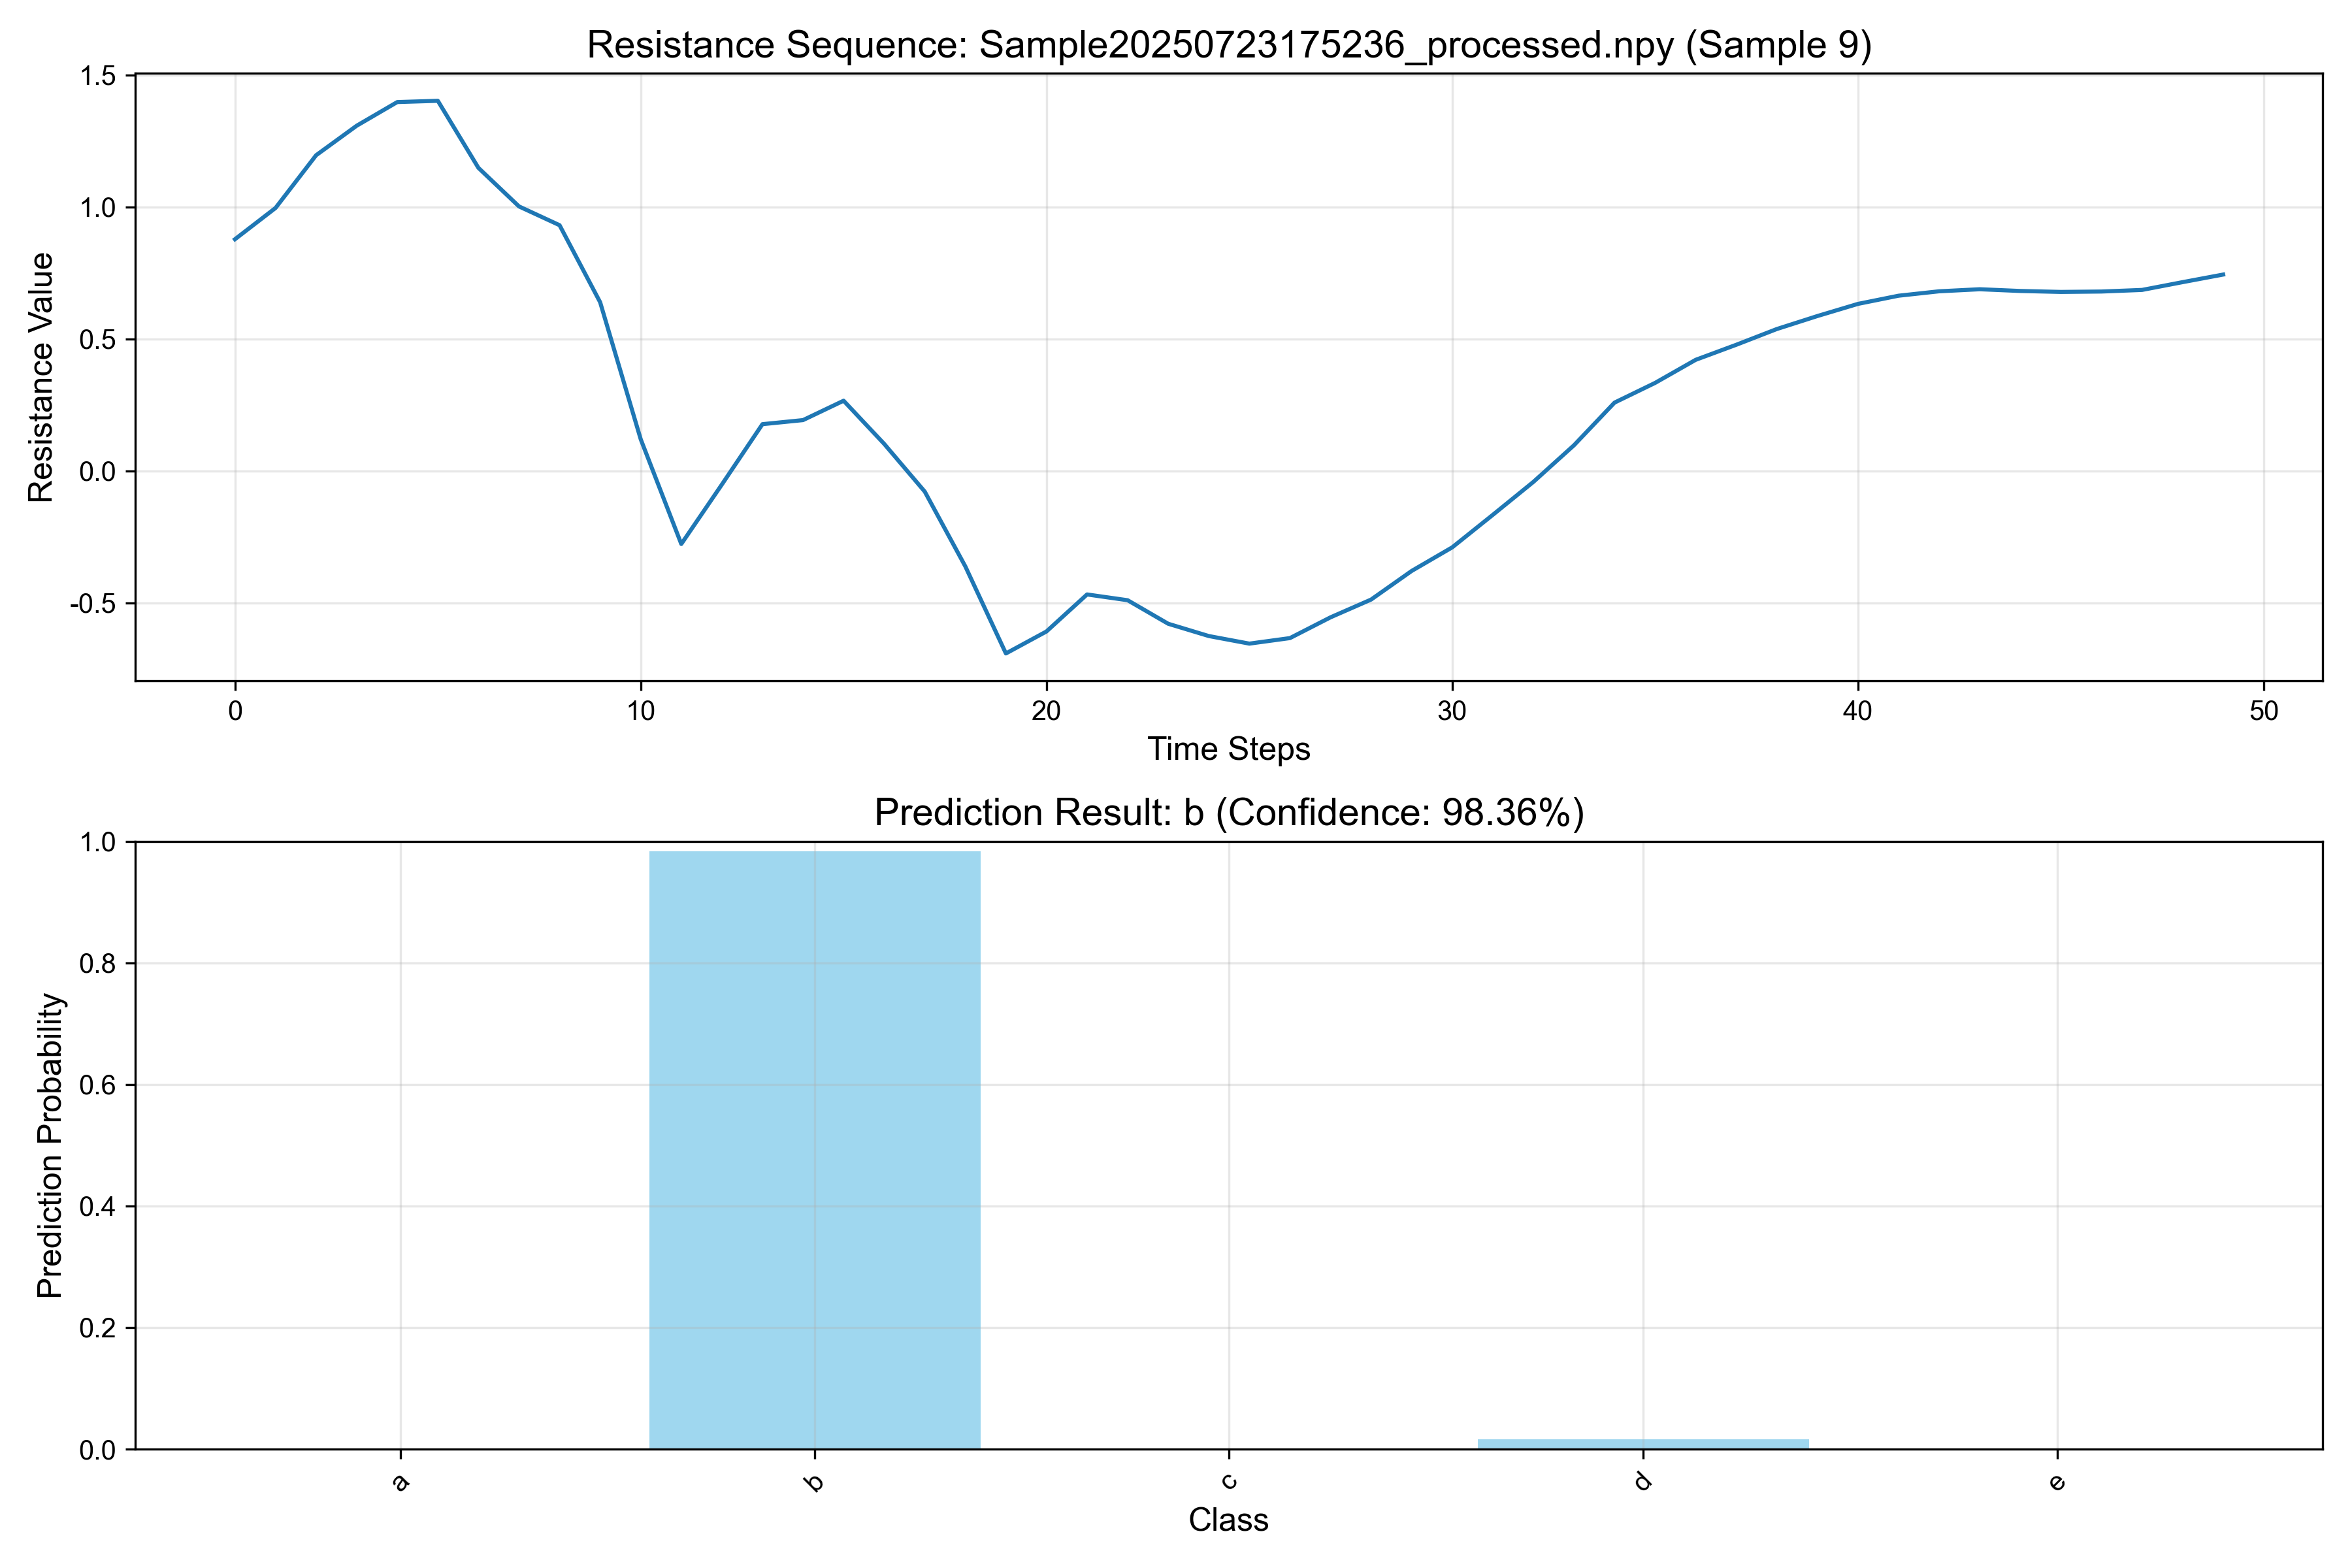 Resistance Sequence: Sample20250723175236_processed.npy (Sample 9)
1.5
1.0
0.5
0.0
-0.5
Resistance Value
0 10 20 30 40 50
Time Steps
Prediction Result: b (Confidence: 98.36%)
1.0
0.8
0.6
0.4
0.2
0.0
Prediction Probability
a b c d e
Class